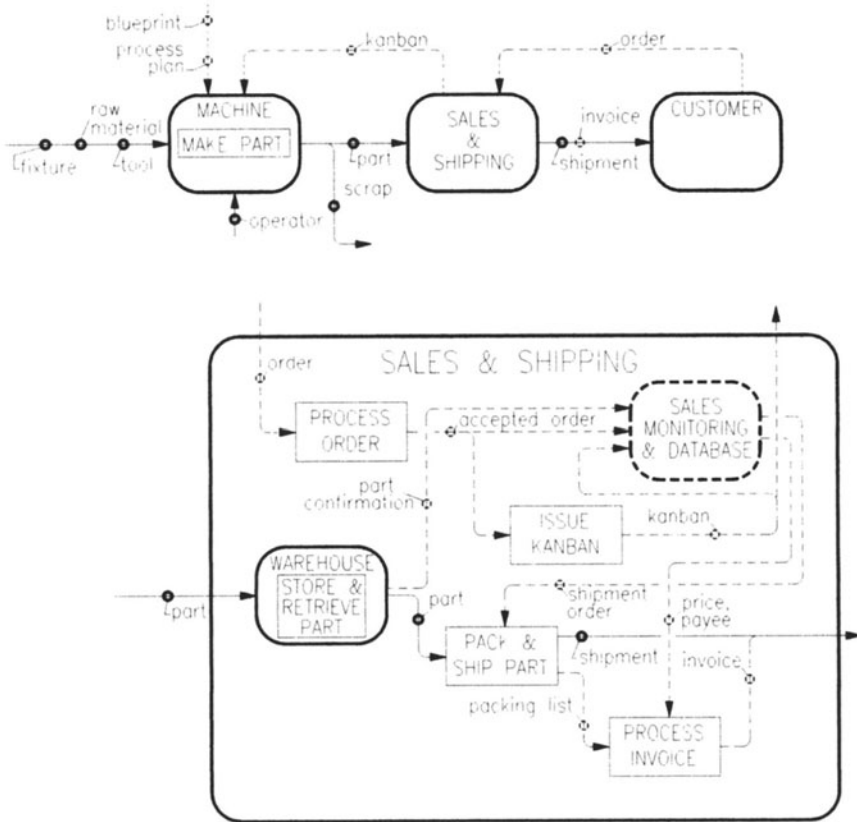 blueprint
process
plan
kanban
order
raw
material
MACHINE
MAKE PART
SALES
&
SHIPPING
CUSTOMER
invoice
fixture
tool
part
shipment
scrap
operator
SALES & SHIPPING
order
PROCESS
ORDER
accepted order
SALES
MONITORING
& DATABASE
part
confirmation
ISSUE
KANBAN
kanban
WAREHOUSE
STORE &
RETRIEVE
PART
part
part
shipment
order
price,
payee
PACK &
SHIP PART
shipment
invoice
packing list
PROCESS
INVOICE